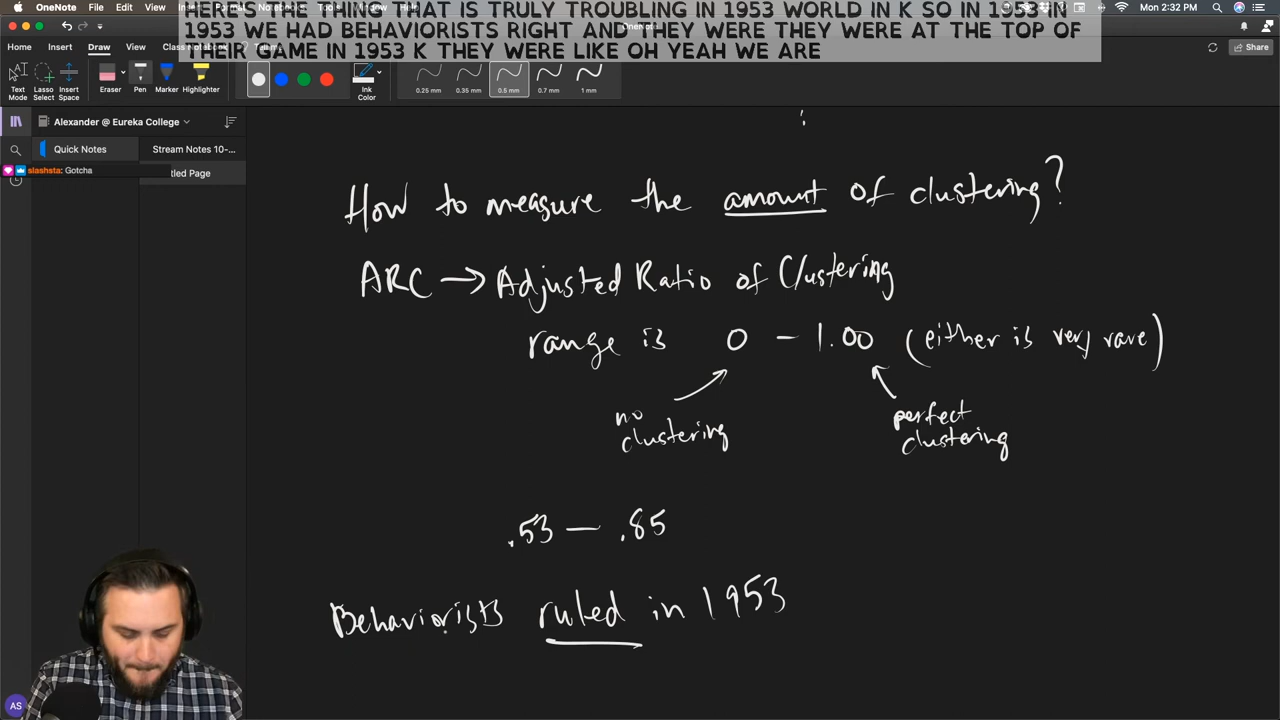 HERE'S THE THING THAT IS TRULY TROUBLING IN 1953 WORLD IN K SO IN 1953
1953 WE HAD BEHAVIORISTS RIGHT AND THEY WERE THEY WERE AT THE TOP OF
THEIR GAME IN 1953 K THEY WERE LIKE OH YEAH WE ARE
OneNote File Edit View Mon 2:32 PM
OneNote
Home Insert Draw View Class Notebook
Share
Text Mode
Lasso Select
Insert Space
Eraser Pen Marker Highlighter
Ink Color
0.25 mm 0.35 mm 0.5 mm 0.7 mm 1 mm
Alexander @ Eureka College
Quick Notes
Stream Notes 10-...
slashsta: Gotcha
led Page
How to measure the amount of clustering?
ARC → Adjusted Ratio of Clustering
range is 0 - 1.00 (either is very rare)
no clustering
perfect clustering
.53 — .85
Behaviorists ruled in 1953
AS